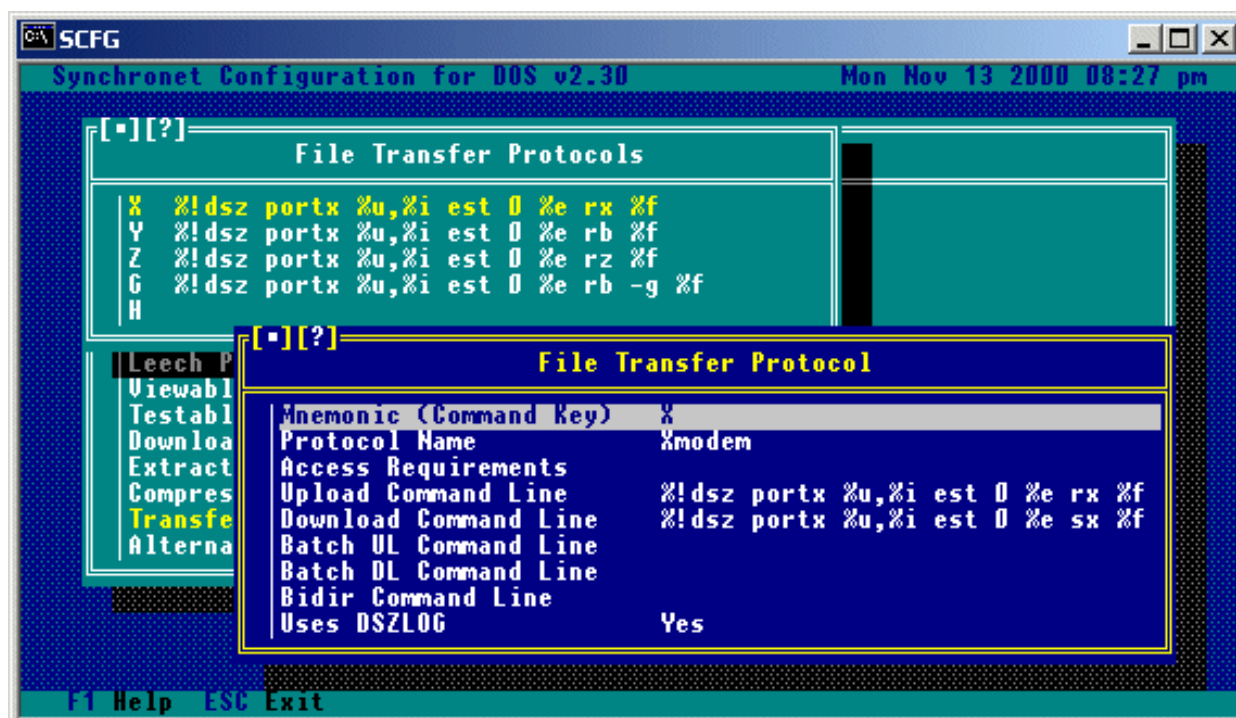 SCFG
Synchronet Configuration for DOS v2.30 Mon Nov 13 2000 08:27 pm
[▪][?]
File Transfer Protocols
X %!dsz portx %u,%i est 0 %e rx %f
Y %!dsz portx %u,%i est 0 %e rb %f
Z %!dsz portx %u,%i est 0 %e rz %f
G %!dsz portx %u,%i est 0 %e rb -g %f
H
[▪][?]
Leech P
File Transfer Protocol
Viewabl
Testabl
Mnemonic (Command Key) X
Downloa
Protocol Name Xmodem
Extract
Access Requirements
Compres
Upload Command Line %!dsz portx %u,%i est 0 %e rx %f
Transfe
Download Command Line %!dsz portx %u,%i est 0 %e sx %f
Alterna
Batch UL Command Line
Batch DL Command Line
Bidir Command Line
Uses DSZLOG Yes
F1 Help ESC Exit